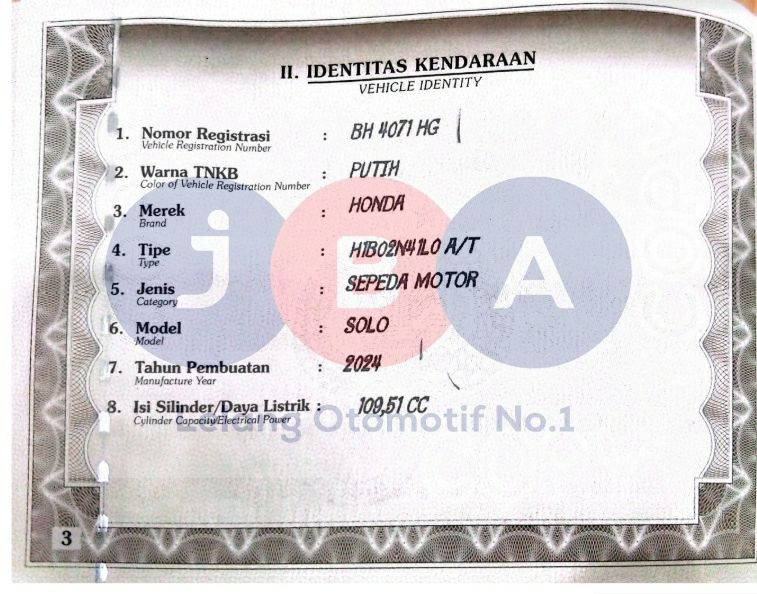 II. IDENTITAS KENDARAAN
VEHICLE IDENTITY
1. Nomor Registrasi : BH 4071 HG
Vehicle Registration Number
2. Warna TNKB : PUTIH
Color of Vehicle Registration Number
3. Merek : HONDA
Brand
4. Tipe : H1B02N41L0 A/T
Type
5. Jenis : SEPEDA MOTOR
Category
6. Model : SOLO
Model
7. Tahun Pembuatan : 2024
Manufacture Year
8. Isi Silinder/Daya Listrik : 109,51 CC
Cylinder Capacity/Electrical Power
JBA
Lelang Otomotif No.1
3